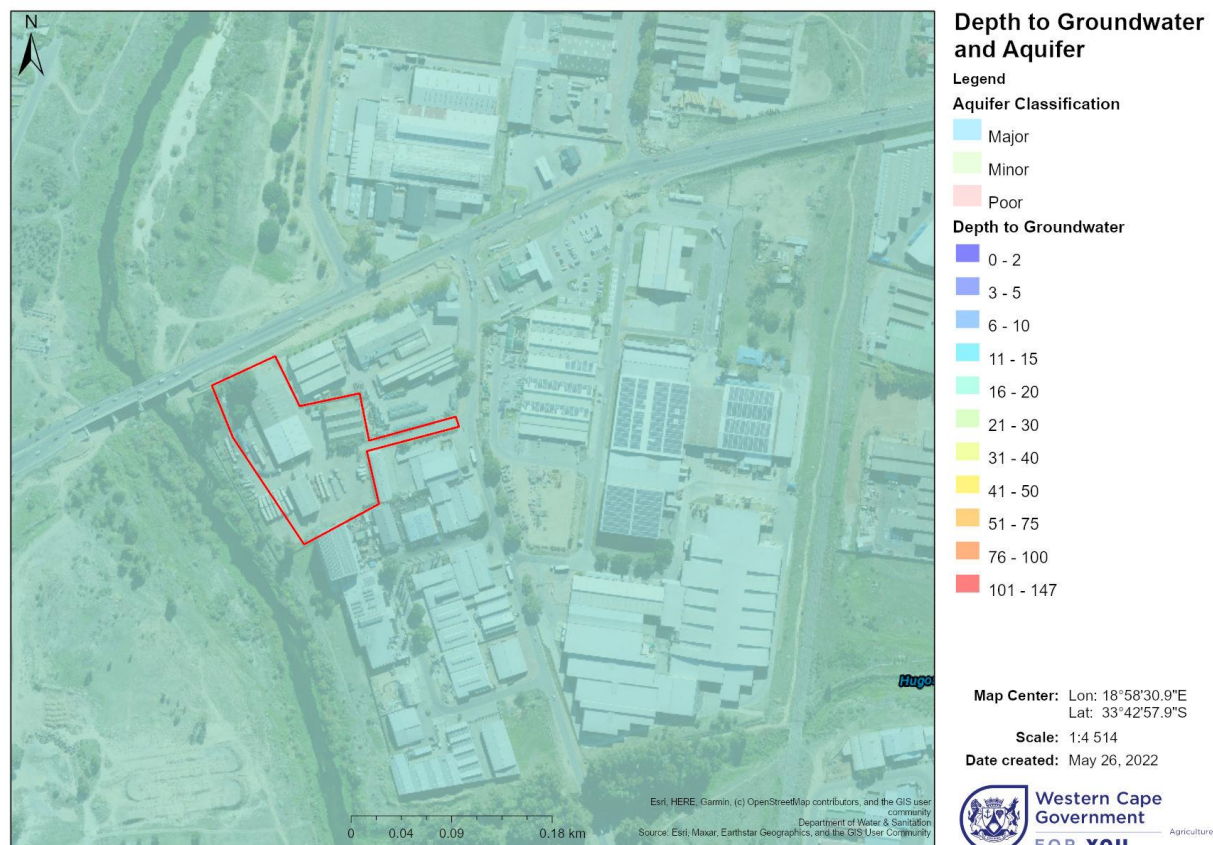 N
Depth to Groundwater
and Aquifer
Legend
Aquifer Classification
Major
Minor
Poor
Depth to Groundwater
0 - 2
3 - 5
6 - 10
11 - 15
16 - 20
21 - 30
31 - 40
41 - 50
51 - 75
76 - 100
101 - 147
Hugo
Map Center: Lon: 18°58'30.9"E
Lat: 33°42'57.9"S
Scale: 1:4 514
Date created: May 26, 2022
Esri, HERE, Garmin, (c) OpenStreetMap contributors, and the GIS user
community
Department of Water & Sanitation
Source: Esri, Maxar, Earthstar Geographics, and the GIS User Community
0 0.04 0.09 0.18 km
Western Cape
Government
Agriculture
FOR YOU